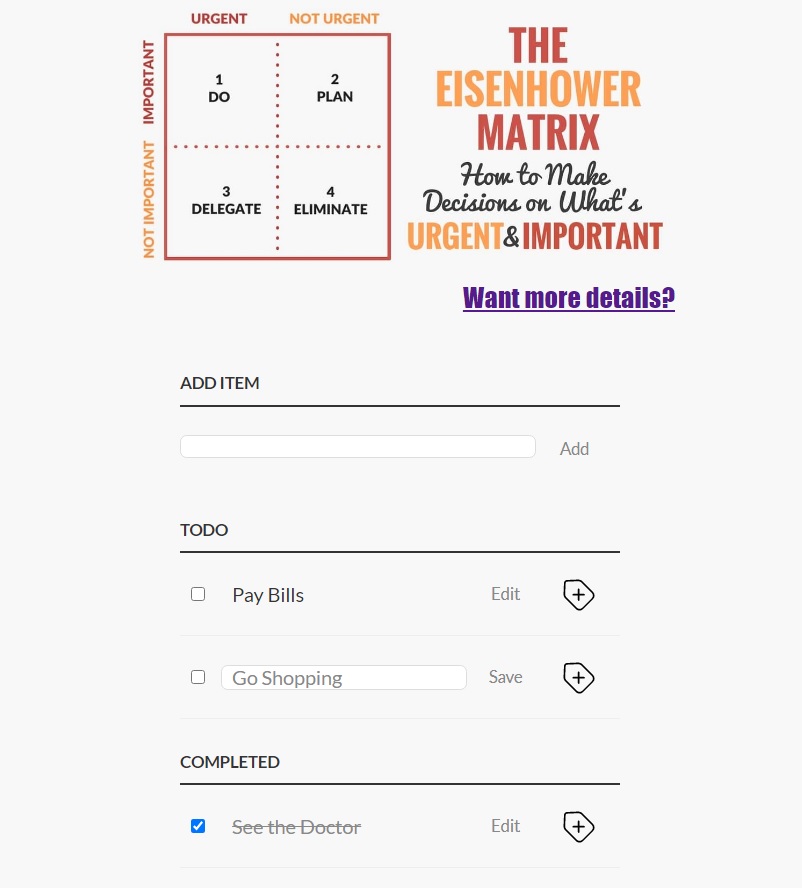 URGENT NOT URGENT
IMPORTANT
1
DO
2
PLAN
NOT IMPORTANT
3
DELEGATE
4
ELIMINATE
THE
EISENHOWER
MATRIX
How to Make
Decisions on What's
URGENT&IMPORTANT
Want more details?
ADD ITEM
Add
TODO
Pay Bills Edit
Go Shopping Save
COMPLETED
See the Doctor Edit